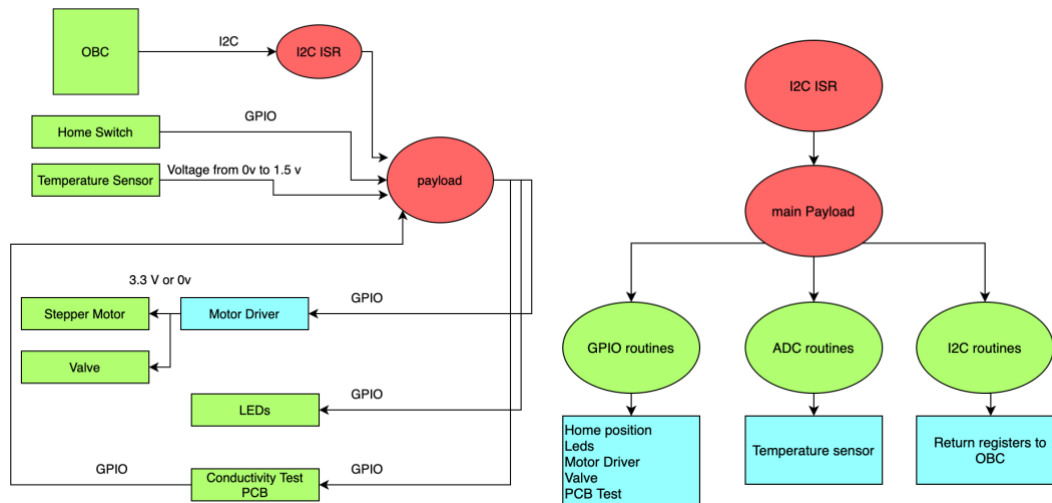 OBC
I2C
I2C ISR
Home Switch
GPIO
Temperature Sensor
Voltage from 0v to 1.5 v
payload
3.3 V or 0v
Stepper Motor
Motor Driver
GPIO
Valve
LEDs
GPIO
GPIO
Conductivity Test
PCB
GPIO
I2C ISR
main Payload
GPIO routines
ADC routines
I2C routines
Home position
Leds
Motor Driver
Valve
PCB Test
Temperature sensor
Return registers to
OBC